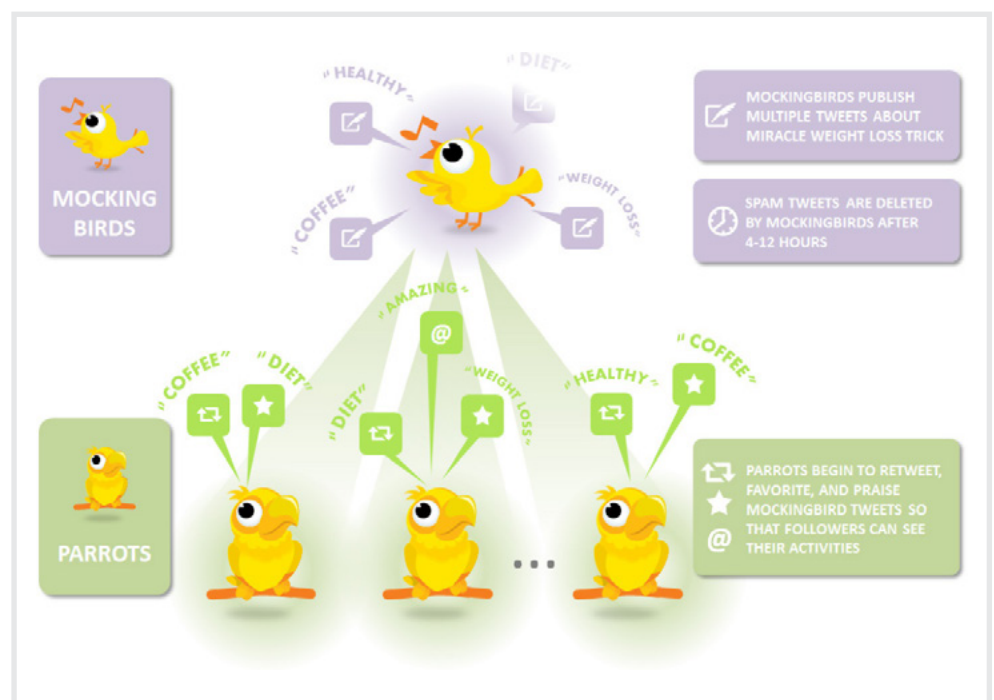 MOCKING
BIRDS
"HEALTHY"
"DIET"
"COFFEE"
"WEIGHT LOSS"
MOCKINGBIRDS PUBLISH
MULTIPLE TWEETS ABOUT
MIRACLE WEIGHT LOSS TRICK
SPAM TWEETS ARE DELETED
BY MOCKINGBIRDS AFTER
4-12 HOURS
"AMAZING"
@
"COFFEE"
"DIET"
"DIET"
"WEIGHT LOSS"
"HEALTHY"
"COFFEE"
...
PARROTS
PARROTS BEGIN TO RETWEET,
FAVORITE, AND PRAISE
MOCKINGBIRD TWEETS SO
@ THAT FOLLOWERS CAN SEE
THEIR ACTIVITIES